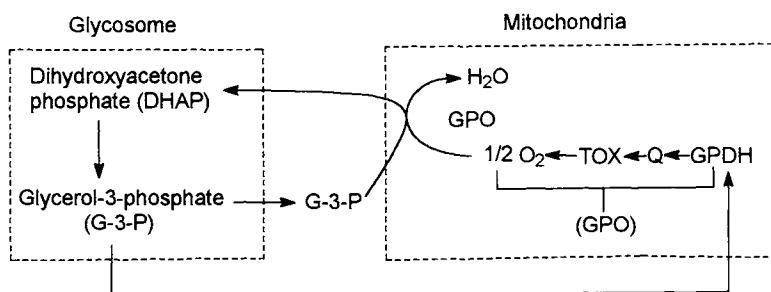 Glycosome
Mitochondria
Dihydroxyacetone
phosphate (DHAP)
H₂O
GPO
1/2 O₂ TOX Q GPDH
Glycerol-3-phosphate
(G-3-P)
G-3-P
(GPO)